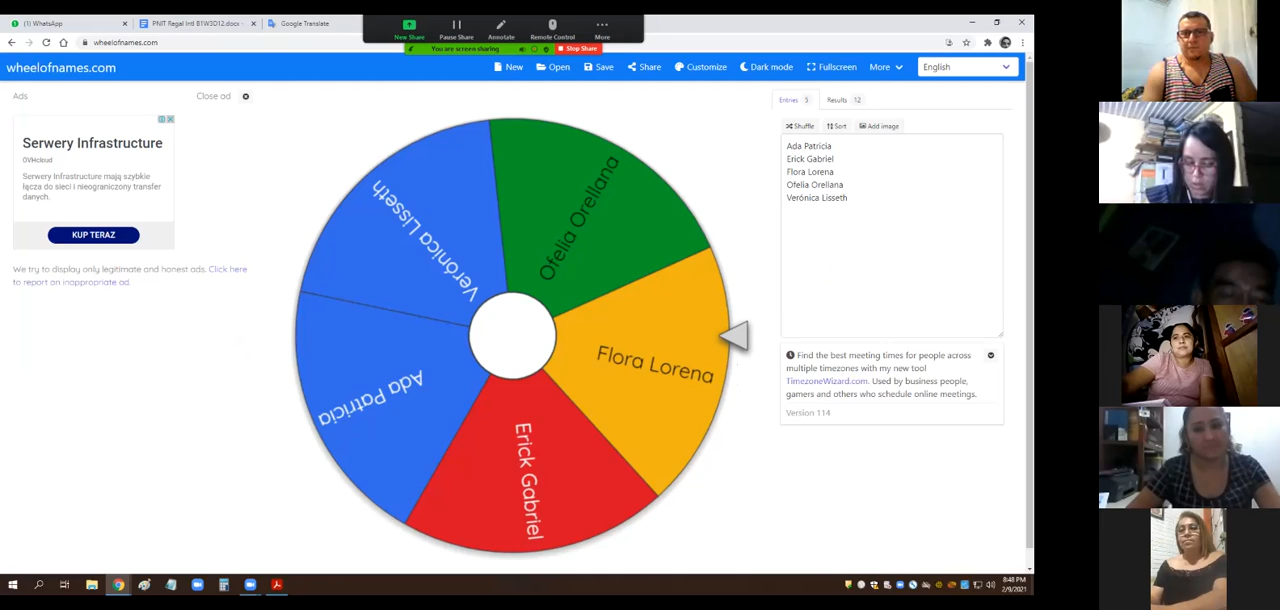 (1) WhatsApp
PNIT Regal Intl B1W3D12.docx -
Google Translate
New Share
Pause Share
Annotate
Remote Control
More
You are screen sharing
Stop Share
wheelofnames.com
wheelofnames.com
New
Open
Save
Share
Customize
Dark mode
Fullscreen
More
English
Ads
Close ad
Serwery Infrastructure
OVHcloud
Serwery Infrastructure mają szybkie
łącza do sieci i nieograniczony transfer
danych.
KUP TERAZ
We try to display only legitimate and honest ads. Click here
to report an inappropriate ad.
Verónica Lisseth
Ofelia Orellana
Flora Lorena
Erick Gabriel
Ada Patricia
Entries 5
Results 12
Shuffle
Sort
Add image
Ada Patricia
Erick Gabriel
Flora Lorena
Ofelia Orellana
Verónica Lisseth
Find the best meeting times for people across
multiple timezones with my new tool
TimezoneWizard.com. Used by business people,
gamers and others who schedule online meetings.
Version 114
8:48 PM
2/9/2021